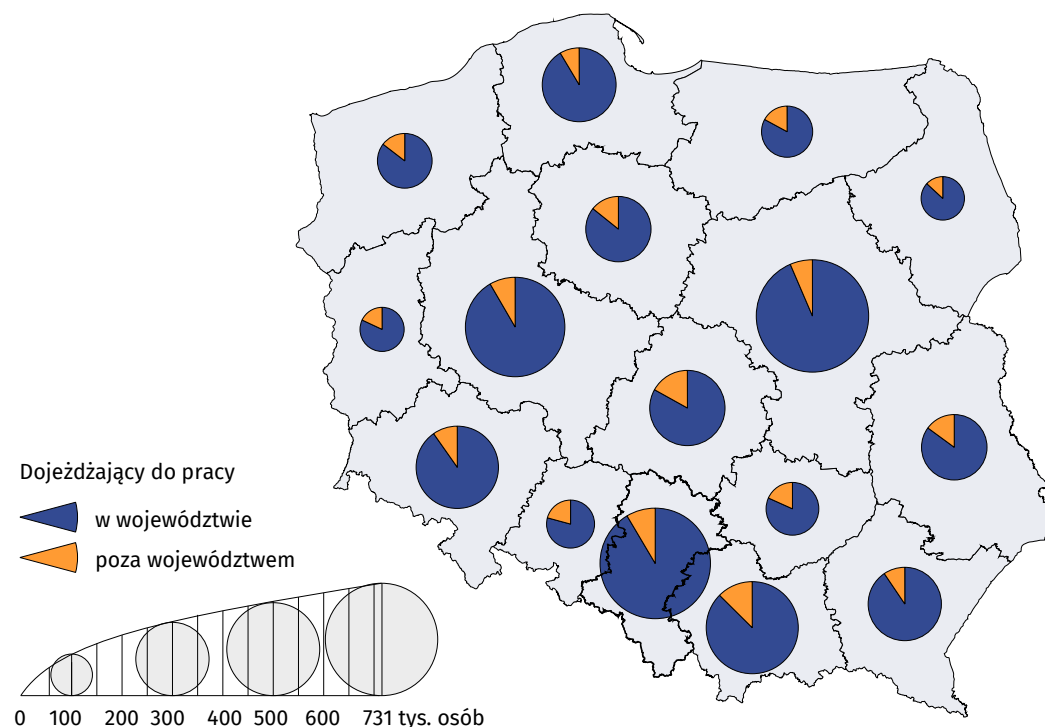 Dojeżdżający do pracy
w województwie
poza województwem
0 100 200 300 400 500 600 731 tys. osób